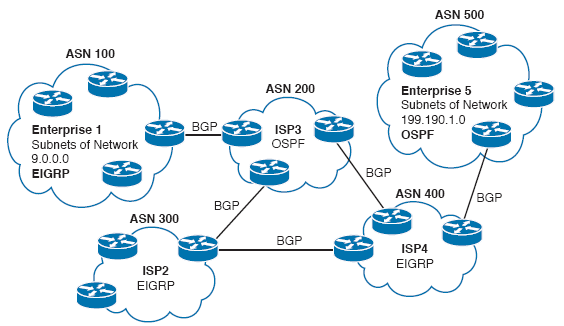 ASN 500
ASN 100
ASN 200
Enterprise 5
Subnets of Network
199.190.1.0
OSPF
Enterprise 1
Subnets of Network
9.0.0.0
EIGRP
BGP
ISP3
OSPF
BGP
ASN 400
BGP
BGP
ASN 300
BGP
ISP4
EIGRP
ISP2
EIGRP